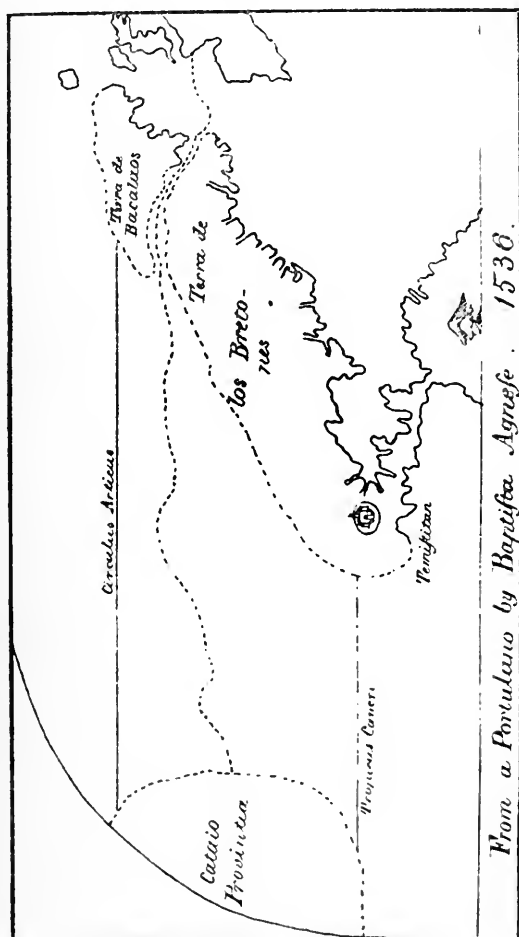 Circulus Articus
Terra de
Bacalaos
Terra de
los Breto-
nes
Cataio
Provintia
Tropicus Cancri
Temistitan
From a Portulano by Baptista Agnese. 1536.